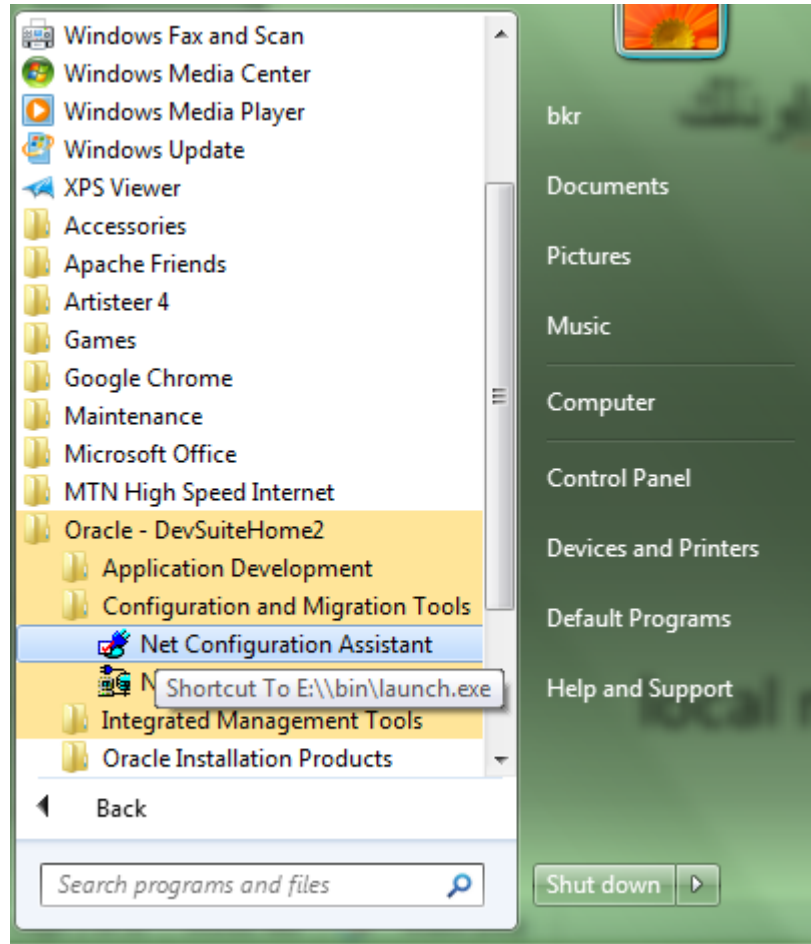 Windows Fax and Scan
Windows Media Center
Windows Media Player
Windows Update
XPS Viewer
Accessories
Apache Friends
Artisteer 4
Games
Google Chrome
Maintenance
Microsoft Office
MTN High Speed Internet
Oracle - DevSuiteHome2
Application Development
Configuration and Migration Tools
Net Configuration Assistant
N
Shortcut To E:\\bin\launch.exe
Integrated Management Tools
Oracle Installation Products
Back
Search programs and files
bkr
Documents
Pictures
Music
Computer
Control Panel
Devices and Printers
Default Programs
Help and Support
Shut down
local